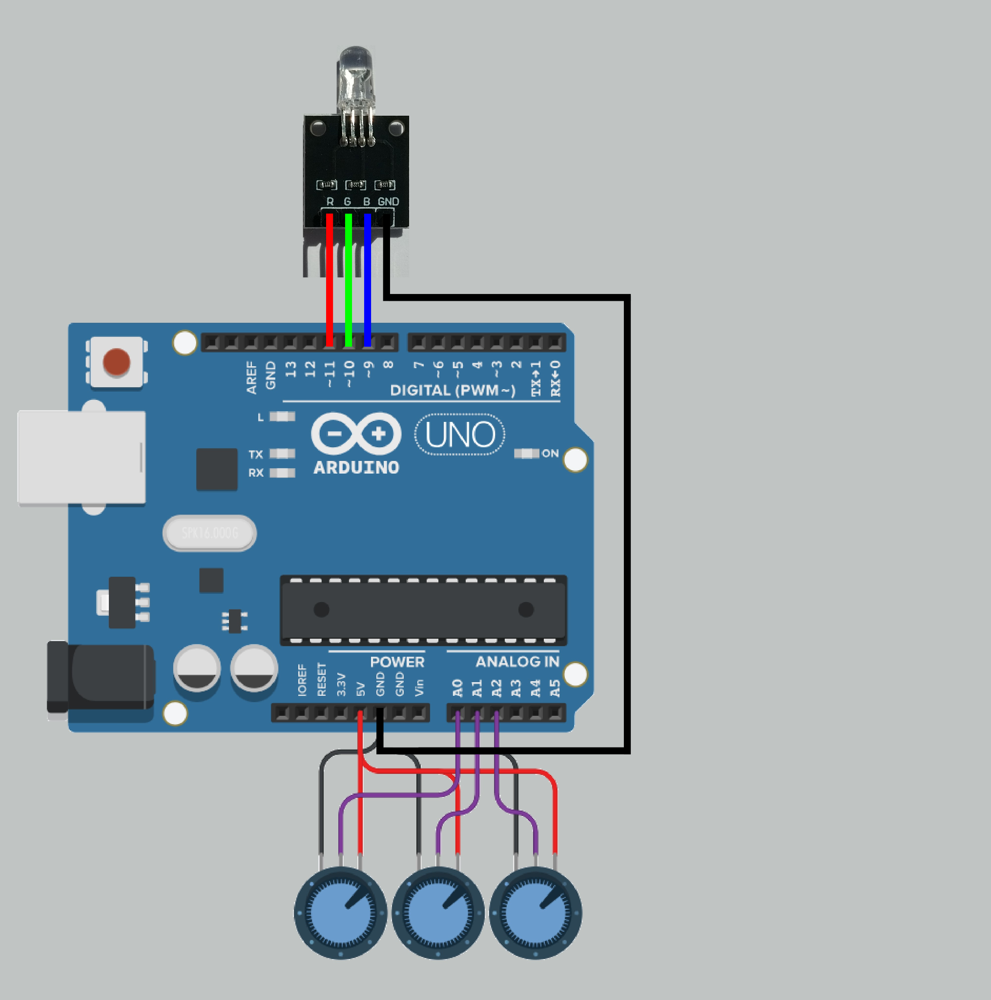 R G B GND
AREF GND 13 12 ~11 ~10 ~9 8 7 ~6 ~5 4 ~3 2 TX→1 RX←0
DIGITAL (PWM ~)
L
UNO
TX
ON
RX
ARDUINO
SPK16.000G
POWER
ANALOG IN
IOREF RESET 3.3V 5V GND GND Vin A0 A1 A2 A3 A4 A5